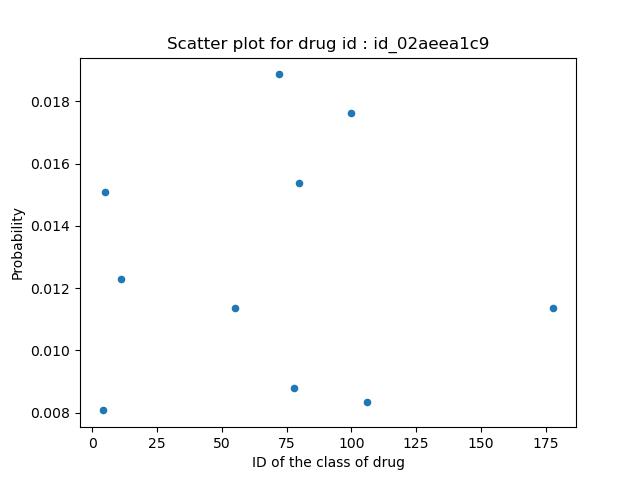 Scatter plot for drug id : id_02aeea1c9
0.018
0.016
0.014
0.012
0.010
0.008
Probability
0 25 50 75 100 125 150 175
ID of the class of drug